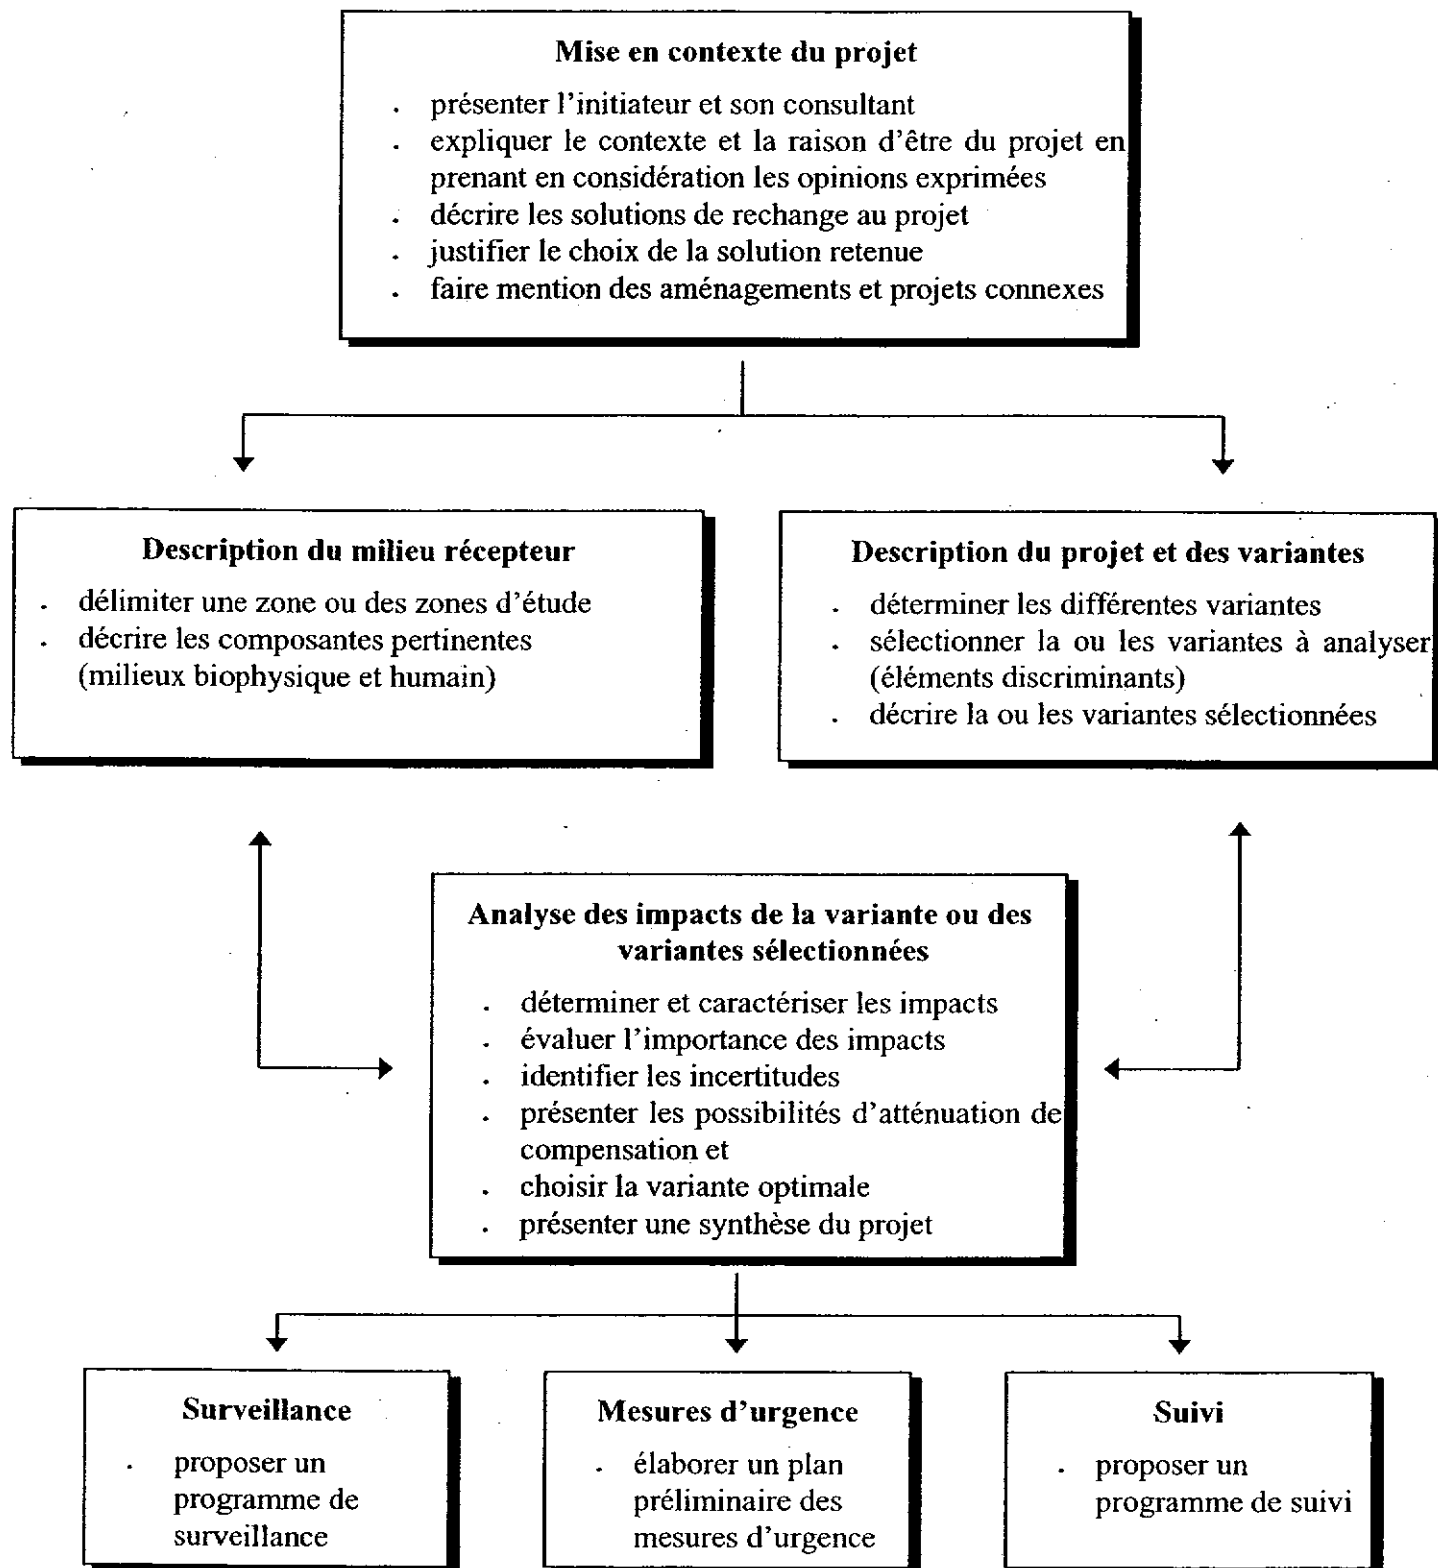 Mise en contexte du projet
. présenter l'initiateur et son consultant
. expliquer le contexte et la raison d'être du projet en
prenant en considération les opinions exprimées
. décrire les solutions de rechange au projet
. justifier le choix de la solution retenue
. faire mention des aménagements et projets connexes
Description du milieu récepteur
. délimiter une zone ou des zones d'étude
. décrire les composantes pertinentes
(milieux biophysique et humain)
Description du projet et des variantes
. déterminer les différentes variantes
. sélectionner la ou les variantes à analyser
(éléments discriminants)
. décrire la ou les variantes sélectionnées
Analyse des impacts de la variante ou des
variantes sélectionnées
. déterminer et caractériser les impacts
. évaluer l'importance des impacts
. identifier les incertitudes
. présenter les possibilités d'atténuation de
compensation et
. choisir la variante optimale
. présenter une synthèse du projet
Surveillance
. proposer un
programme de
surveillance
Mesures d'urgence
. élaborer un plan
préliminaire des
mesures d'urgence
Suivi
. proposer un
programme de suivi